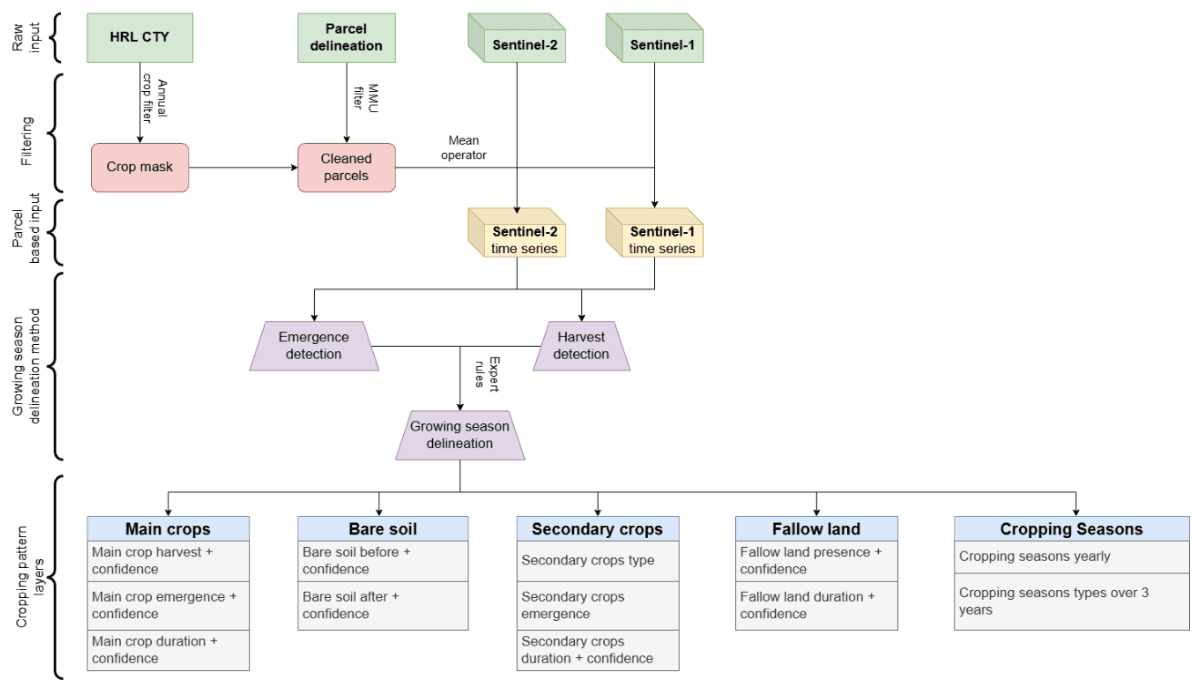 Raw
input
HRL CTY
Parcel
delineation
Sentinel-2
Sentinel-1
Filtering
Annual
crop filter
MMU
filter
Crop mask
Cleaned
parcels
Mean
operator
Parcel
based input
Sentinel-2
time series
Sentinel-1
time series
Growing season
delineation method
Emergence
detection
Harvest
detection
Expert
rules
Growing season
delineation
Cropping pattern
layers
Main crops
Main crop harvest +
confidence
Main crop emergence +
confidence
Main crop duration +
confidence
Bare soil
Bare soil before +
confidence
Bare soil after +
confidence
Secondary crops
Secondary crops type
Secondary crops
emergence
Secondary crops
duration + confidence
Fallow land
Fallow land presence +
confidence
Fallow land duration +
confidence
Cropping Seasons
Cropping seasons yearly
Cropping seasons types over 3
years